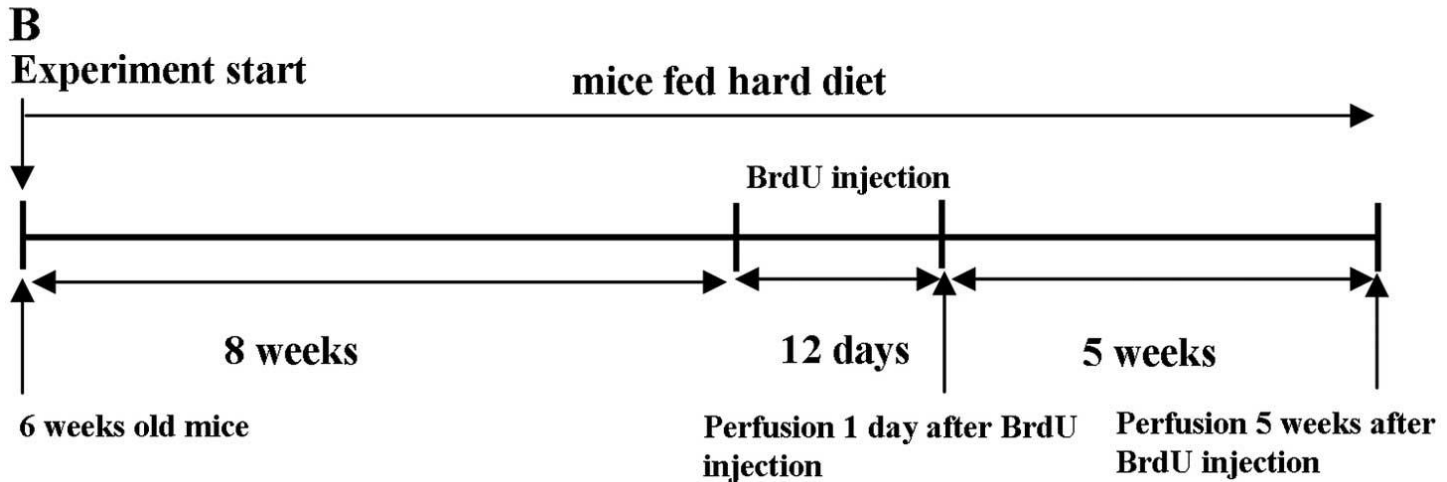 B
Experiment start
mice fed hard diet
BrdU injection
8 weeks
12 days
5 weeks
6 weeks old mice
Perfusion 1 day after BrdU
injection
Perfusion 5 weeks after
BrdU injection